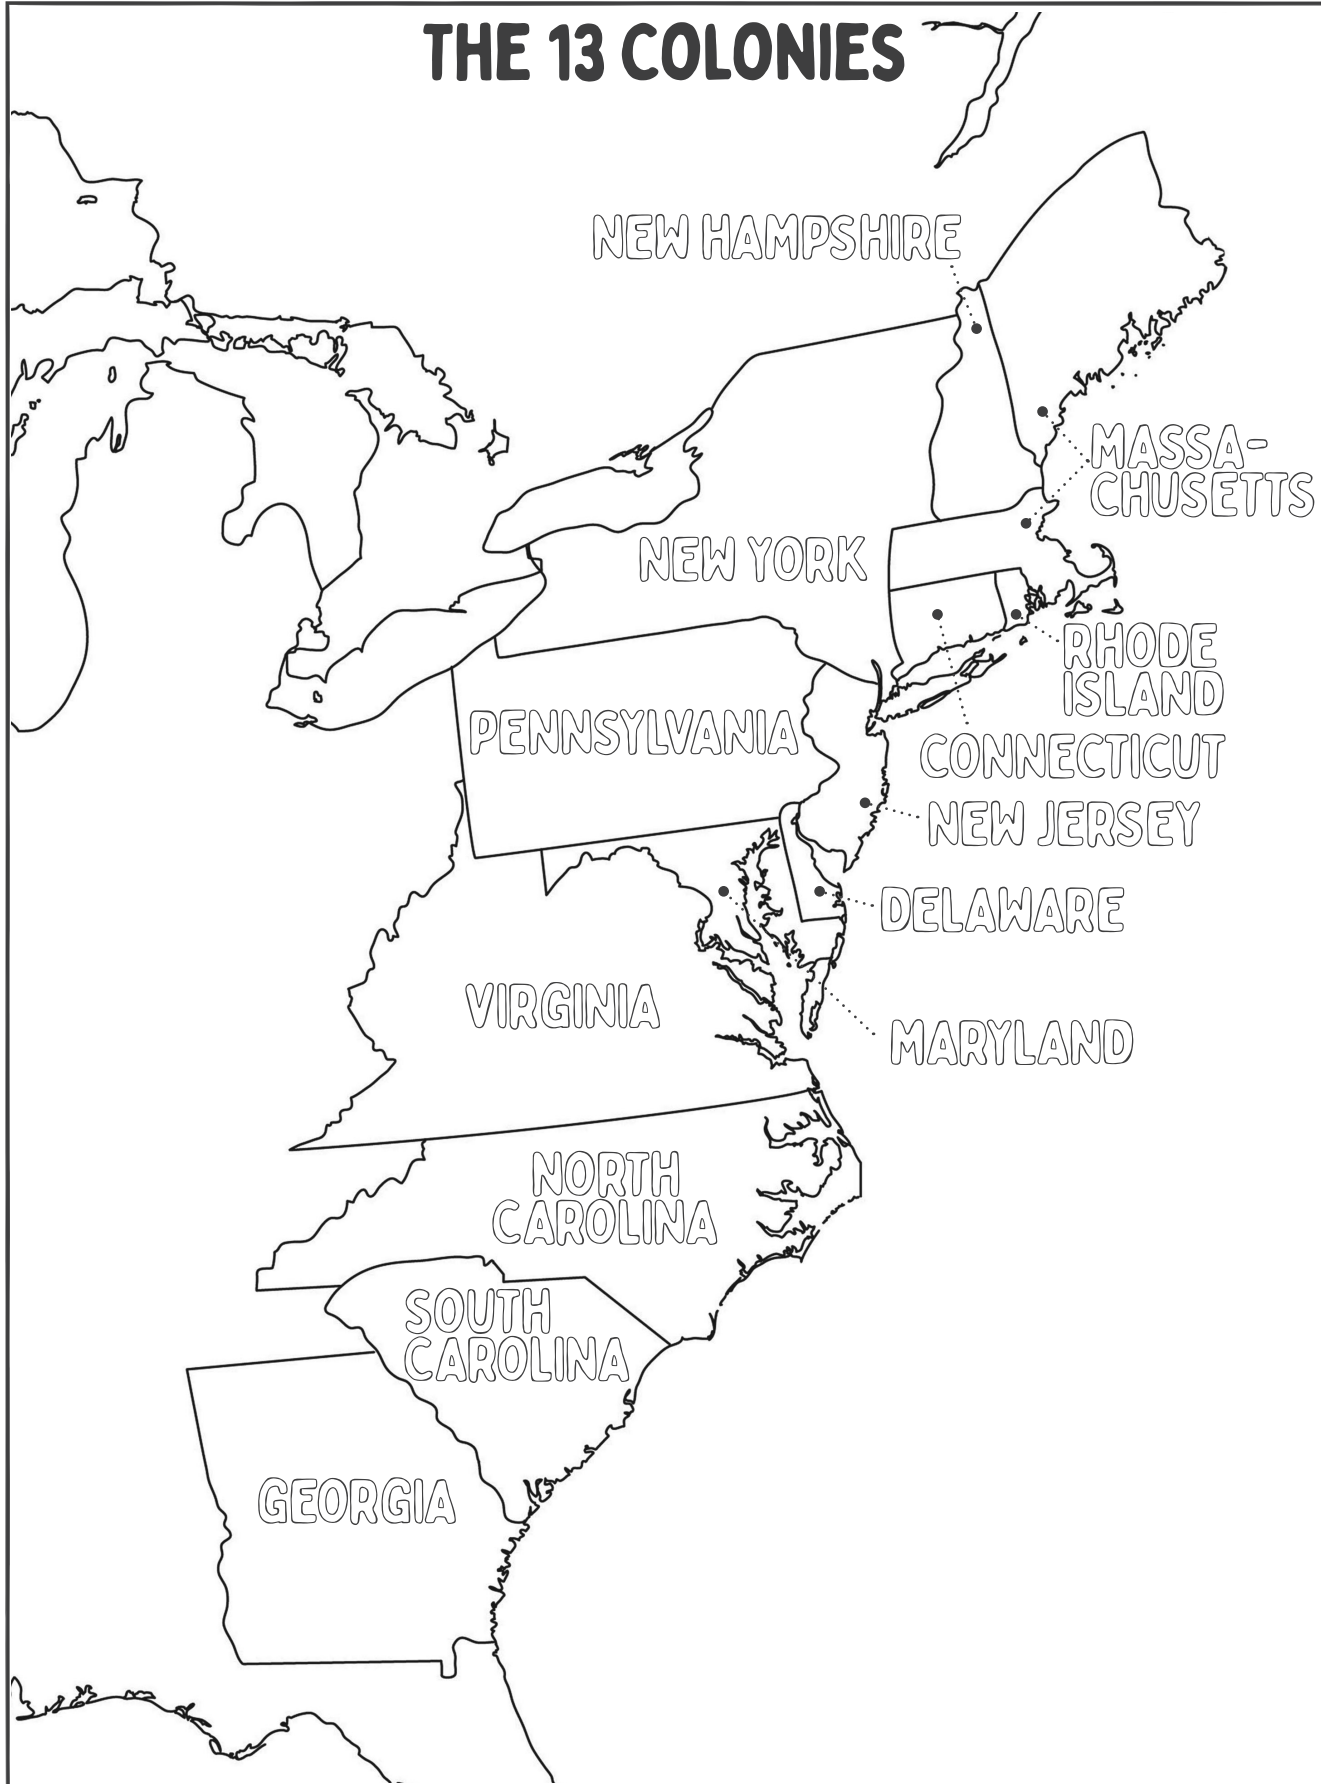 THE 13 COLONIES
NEW HAMPSHIRE
MASSA-
CHUSETTS
NEW YORK
RHODE
ISLAND
PENNSYLVANIA
CONNECTICUT
NEW JERSEY
DELAWARE
VIRGINIA
MARYLAND
NORTH
CAROLINA
SOUTH
CAROLINA
GEORGIA